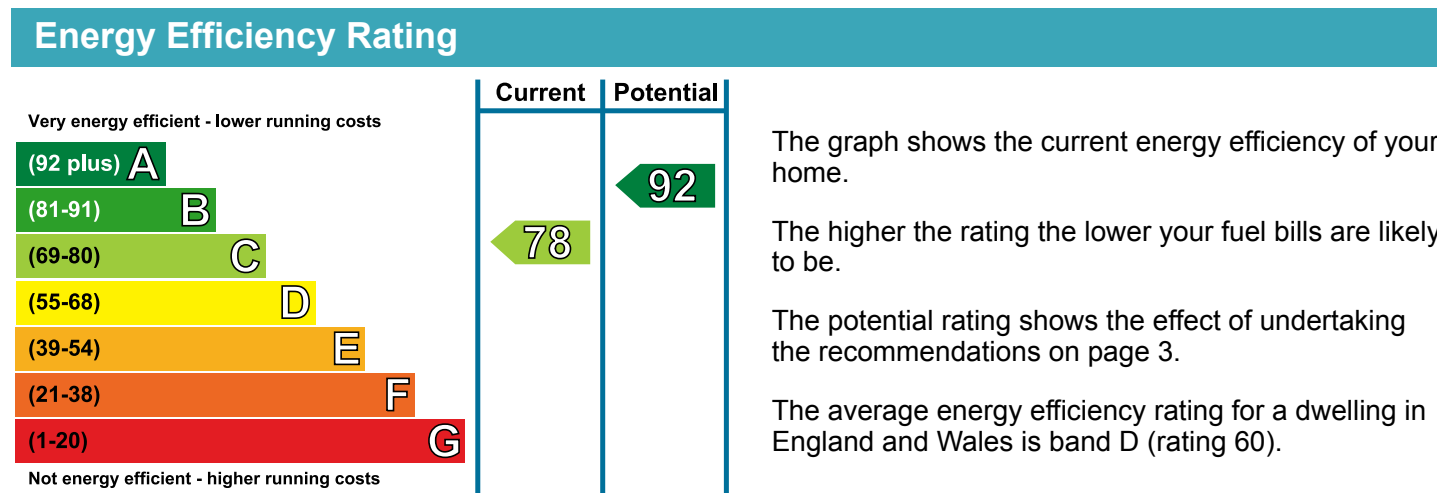 Energy Efficiency Rating
Current Potential
Very energy efficient - lower running costs
(92 plus) A
(81-91) B
(69-80) C
(55-68) D
(39-54) E
(21-38) F
(1-20) G
Not energy efficient - higher running costs
78
92
The graph shows the current energy efficiency of your
home.
The higher the rating the lower your fuel bills are likely
to be.
The potential rating shows the effect of undertaking
the recommendations on page 3.
The average energy efficiency rating for a dwelling in
England and Wales is band D (rating 60).